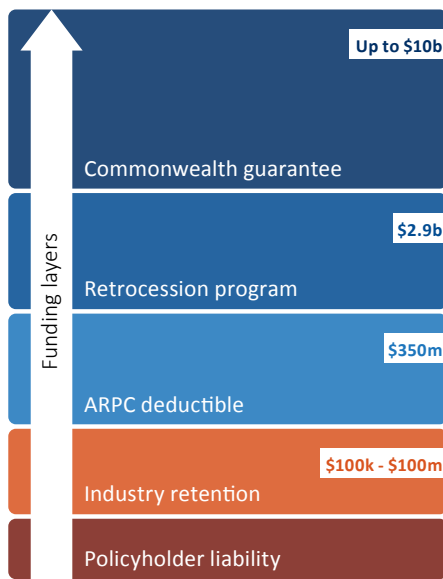 Up to $10b
Commonwealth guarantee
$2.9b
Retrocession program
Funding layers
$350m
ARPC deductible
$100k - $100m
Industry retention
Policyholder liability